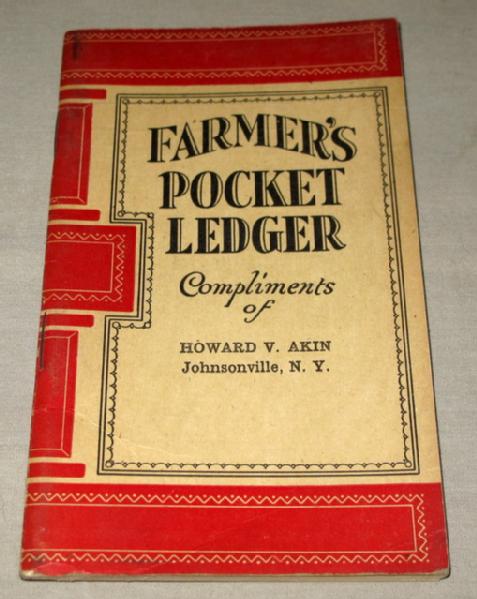 FARMER'S
POCKET
LEDGER
Compliments
of
HOWARD V. AKIN
Johnsonville, N. Y.